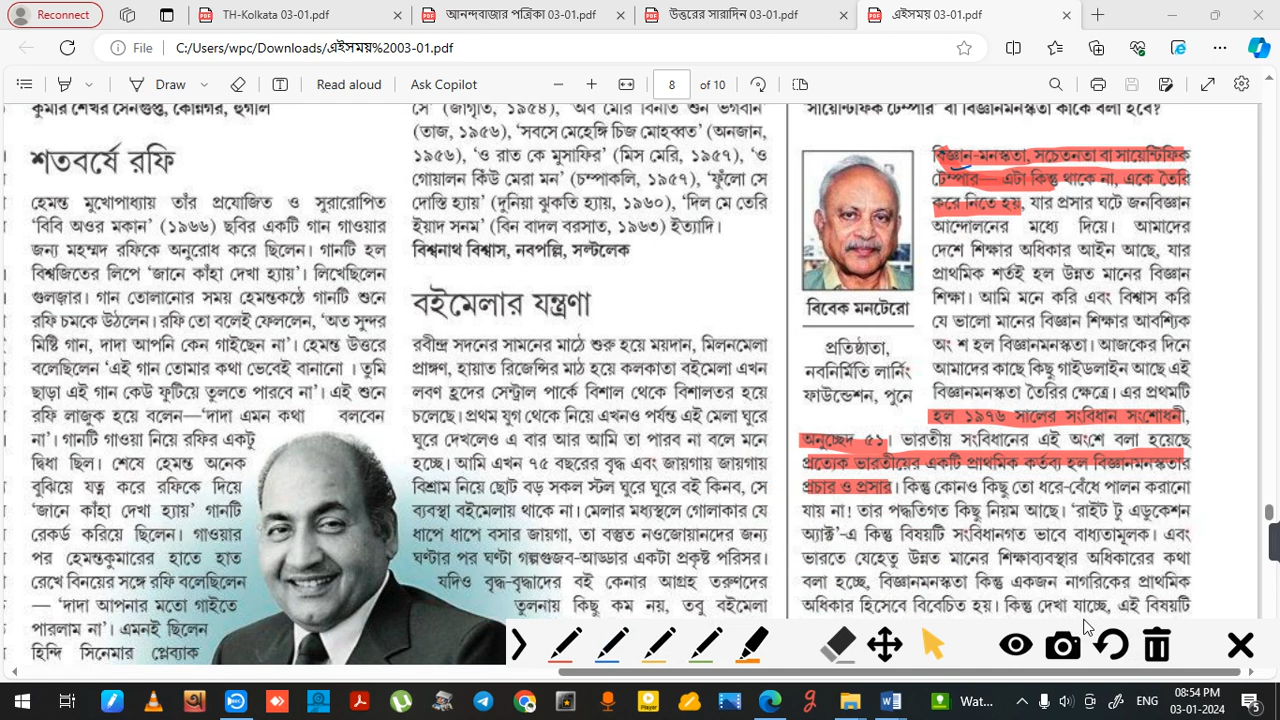 Reconnect
TH-Kolkata 03-01.pdf
আনন্দবাজার পত্রিকা 03-01.pdf
উত্তরের সারাদিন 03-01.pdf
এইসময় 03-01.pdf
File
C:/Users/wpc/Downloads/এইসময়%2003-01.pdf
Draw
Read aloud
Ask Copilot
8 of 10
কুমার শেখর সেনগুপ্ত, কোন্নগর, হুগলি
শতবর্ষে রফি
হেমন্ত মুখোপাধ্যায় তাঁর প্রযোজিত ও সুরারোপিত
‘বিবি অওর মকান’ (১৯৬৬) ছবির একটি গান গাওয়ার
জন্য মহম্মদ রফিকে অনুরোধ করে ছিলেন। গানটি হল
বিশ্বজিতের লিপে ‘জানে কাঁহা দেখা হ্যায়’। লিখেছিলেন
গুলজ়ার। গান তোলানোর সময় হেমন্তকণ্ঠে গানটি শুনে
রফি চমকে উঠলেন। রফি তো বলেই ফেললেন, ‘অত সুন্দর
মিষ্টি গান, দাদা আপনি কেন গাইছেন না’। হেমন্ত উত্তরে
বলেছিলেন ‘এই গান তোমার কথা ভেবেই বানানো । তুমি
ছাড়া এই গান কেউ ফুটিয়ে তুলতে পারবে না’। এই শুনে
রফি লাজুক হয়ে বলেন—‘দাদা এমন কথা বলবেন
না’। গানটি গাওয়া নিয়ে রফির একটু
দ্বিধা ছিল। শেষে হেমন্ত অনেক
বুঝিয়ে যত্ন করে রফিকে দিয়ে
‘জানে কাঁহা দেখা হ্যায়’ গানটি
রেকর্ড করিয়ে ছিলেন। গাওয়ার
পর হেমন্তকুমারের হাতে হাত
রেখে বিনয়ের সঙ্গে রফি বলেছিলেন
— ‘দাদা আপনার মতো গাইতে
পারলাম না’। এমনই ছিলেন
হিন্দি সিনেমার প্লেব্যাক
সে’ (জাগৃতি, ১৯৫৪), ‘অব মোরি বিনতি শুন ভগবান’
(তাজ, ১৯৫৬), ‘সবসে মেহেঙ্গি চিজ মোহব্বত’ (অনজান,
১৯৫৬), ‘ও রাত কে মুসাফির’ (মিস মেরি, ১৯৫৭), ‘ও
গোয়ালন কিঁউ মেরা মন’ (চম্পাকলি, ১৯৫৭), ‘ফুঁলো সে
দোস্তি হ্যায়’ (দুনিয়া ঝুকতি হ্যায়, ১৯৬০), ‘দিল মে তেরি
ইয়াদ সনম’ (বিন বাদল বরসাত, ১৯৬৩) ইত্যাদি।
বিশ্বনাথ বিশ্বাস, নবপল্লি, সল্টলেক
বইমেলার যন্ত্রণা
রবীন্দ্র সদনের সামনের মাঠে শুরু হয়ে ময়দান, মিলনমেলা
প্রাঙ্গণ, হায়াত রিজেন্সির মাঠ হয়ে কলকাতা বইমেলা এখন
লবণ হ্রদের সেন্ট্রাল পার্কে বিশাল থেকে বিশালতর হয়ে
চলেছে। প্রথম যুগ থেকে নিয়ে এখনও পর্যন্ত এই মেলা ঘুরে
ঘুরে দেখলেও এ বার আর আমি তা পারব না বলে মনে
হচ্ছে। আমি এখন ৭৫ বছরের বৃদ্ধ এবং জায়গায় জায়গায়
বিশ্রাম নিয়ে ছোট বড় সকল স্টল ঘুরে ঘুরে বই কিনব, সে
ব্যবস্থা বইমেলায় থাকে না। মেলার মধ্যস্থলে গোলাকার যে
ধাপে ধাপে বসার জায়গা, তা বস্তুত নওজোয়ানদের জন্য
ঘণ্টার পর ঘণ্টা গল্পগুজব-আড্ডার একটা প্রকৃষ্ট পরিসর।
যদিও বৃদ্ধ-বৃদ্ধাদের বই কেনার আগ্রহ তরুণদের
তুলনায় কিছু কম নয়, তবু বইমেলা
‘সায়েন্টিফিক টেম্পার’ বা বিজ্ঞানমনস্কতা কাকে বলা হবে?
বিবেক মনটেরো
প্রতিষ্ঠাতা,
নবনির্মিতি লার্নিং
ফাউন্ডেশন, পুনে
বিজ্ঞান-মনস্কতা, সচেতনতা বা সায়েন্টিফিক
টেম্পার— এটা কিন্তু থাকে না, একে তৈরি
করে নিতে হয়, যার প্রসার ঘটে জনবিজ্ঞান
আন্দোলনের মধ্যে দিয়ে। আমাদের
দেশে শিক্ষার অধিকার আইন আছে, যার
প্রাথমিক শর্তই হল উন্নত মানের বিজ্ঞান
শিক্ষা। আমি মনে করি এবং বিশ্বাস করি
যে ভালো মানের বিজ্ঞান শিক্ষার আবশ্যিক
অং শ হল বিজ্ঞানমনস্কতা। আজকের দিনে
আমাদের কাছে কিছু গাইডলাইন আছে এই
বিজ্ঞানমনস্কতা তৈরির ক্ষেত্রে। এর প্রথমটি
হল ১৯৭৬ সালের সংবিধান সংশোধনী,
অনুচ্ছেদ ৫১। ভারতীয় সংবিধানের এই অংশে বলা হয়েছে
প্রত্যেক ভারতীয়ের একটি প্রাথমিক কর্তব্য হল বিজ্ঞানমনস্কতার
প্রচার ও প্রসার। কিন্তু কোনও কিছু তো ধরে-বেঁধে পালন করানো
যায় না! তার পদ্ধতিগত কিছু নিয়ম আছে। ‘রাইট টু এডুকেশন
অ্যাক্ট’-এ কিন্তু বিষয়টি সংবিধানগত ভাবে বাধ্যতামূলক। এবং
ভারতে যেহেতু উন্নত মানের শিক্ষাব্যবস্থার অধিকারের কথা
বলা হচ্ছে, বিজ্ঞানমনস্কতা কিন্তু একজন নাগরিকের প্রাথমিক
অধিকার হিসেবে বিবেচিত হয়। কিন্তু দেখা যাচ্ছে, এই বিষয়টি
Wat...
ENG
08:54 PM
03-01-2024
5